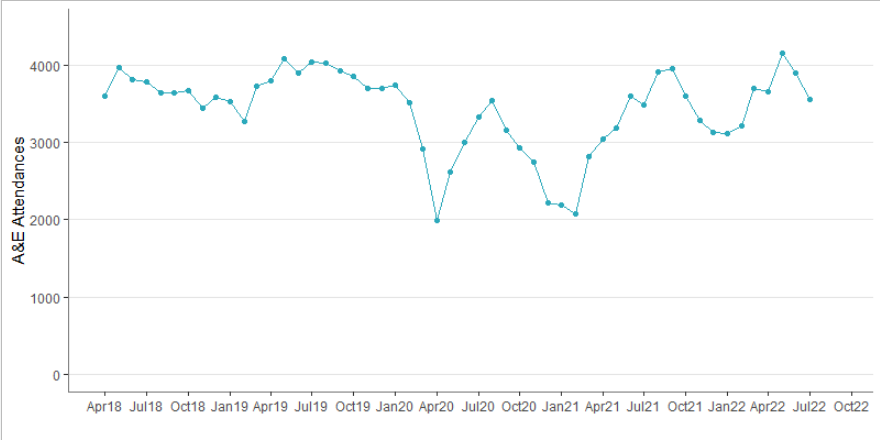 A&E Attendances
4000
3000
2000
1000
0
Apr18 Jul18 Oct18 Jan19 Apr19 Jul19 Oct19 Jan20 Apr20 Jul20 Oct20 Jan21 Apr21 Jul21 Oct21 Jan22 Apr22 Jul22 Oct22